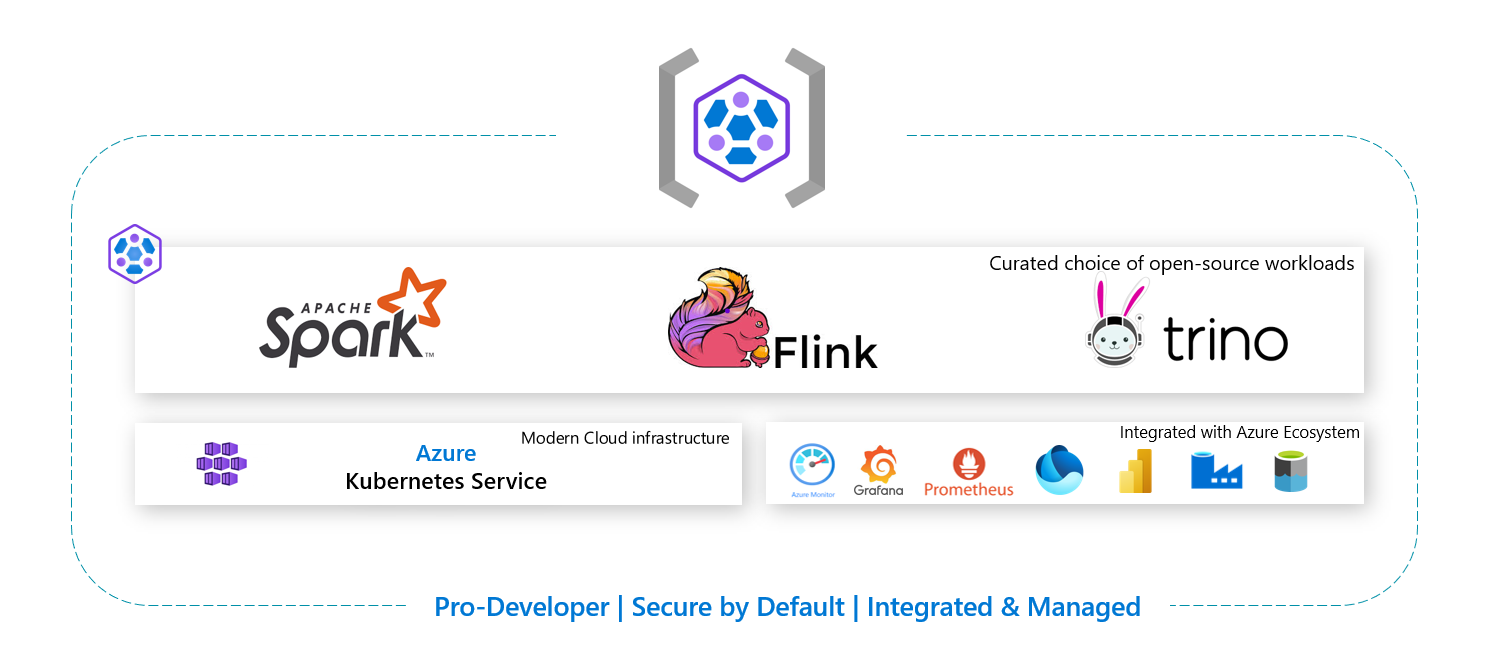 Curated choice of open-source workloads
APACHE
Spark™
Flink
trino
Modern Cloud infrastructure
Azure
Kubernetes Service
Integrated with Azure Ecosystem
Azure Monitor
Grafana
Prometheus
Pro-Developer | Secure by Default | Integrated & Managed